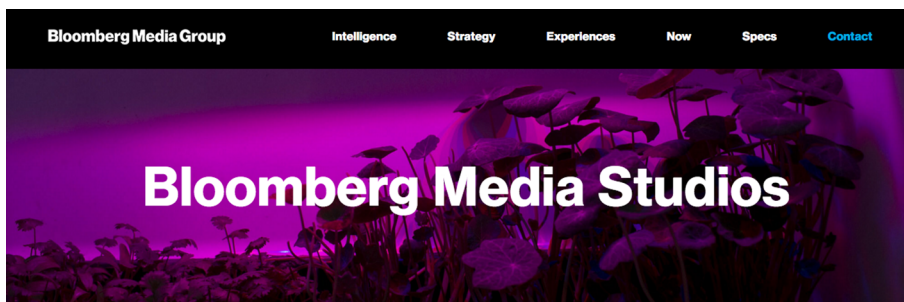 Bloomberg Media Group Intelligence Strategy Experiences Now Specs Contact
Bloomberg Media Studios